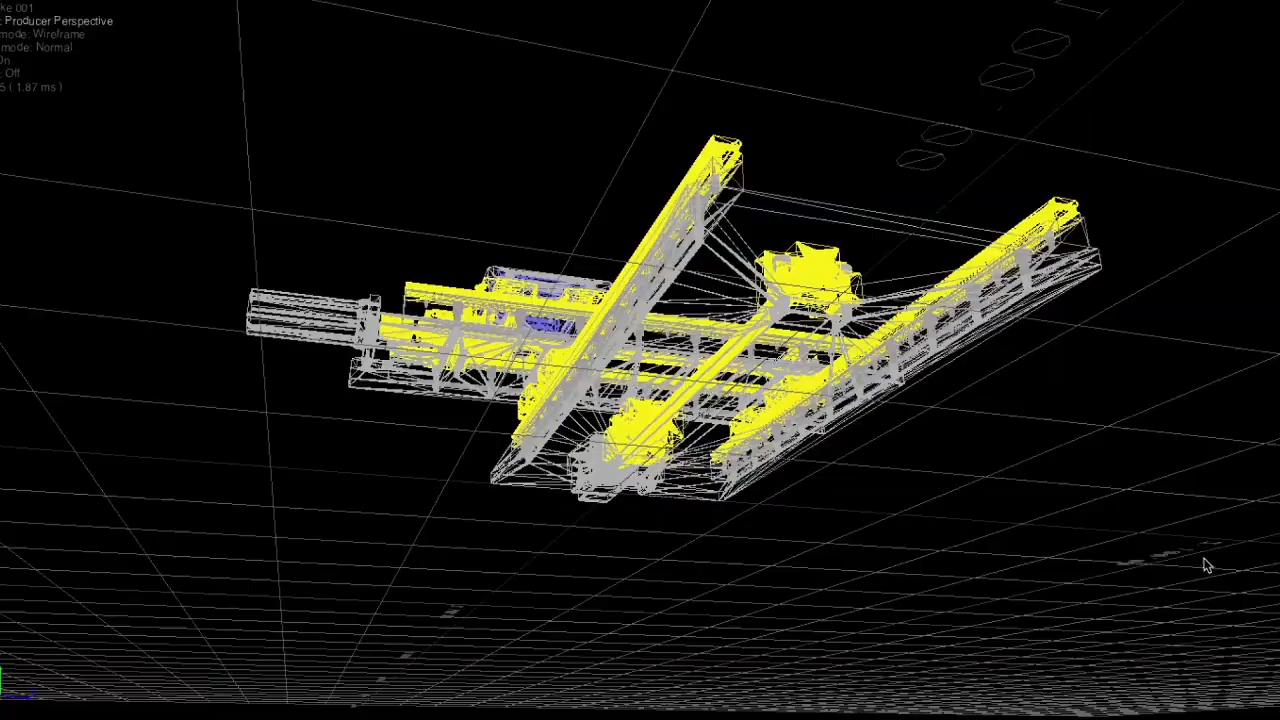 ke 001
: Producer Perspective
mode: Wireframe
mode: Normal
On
: Off
5 ( 1.87 ms )